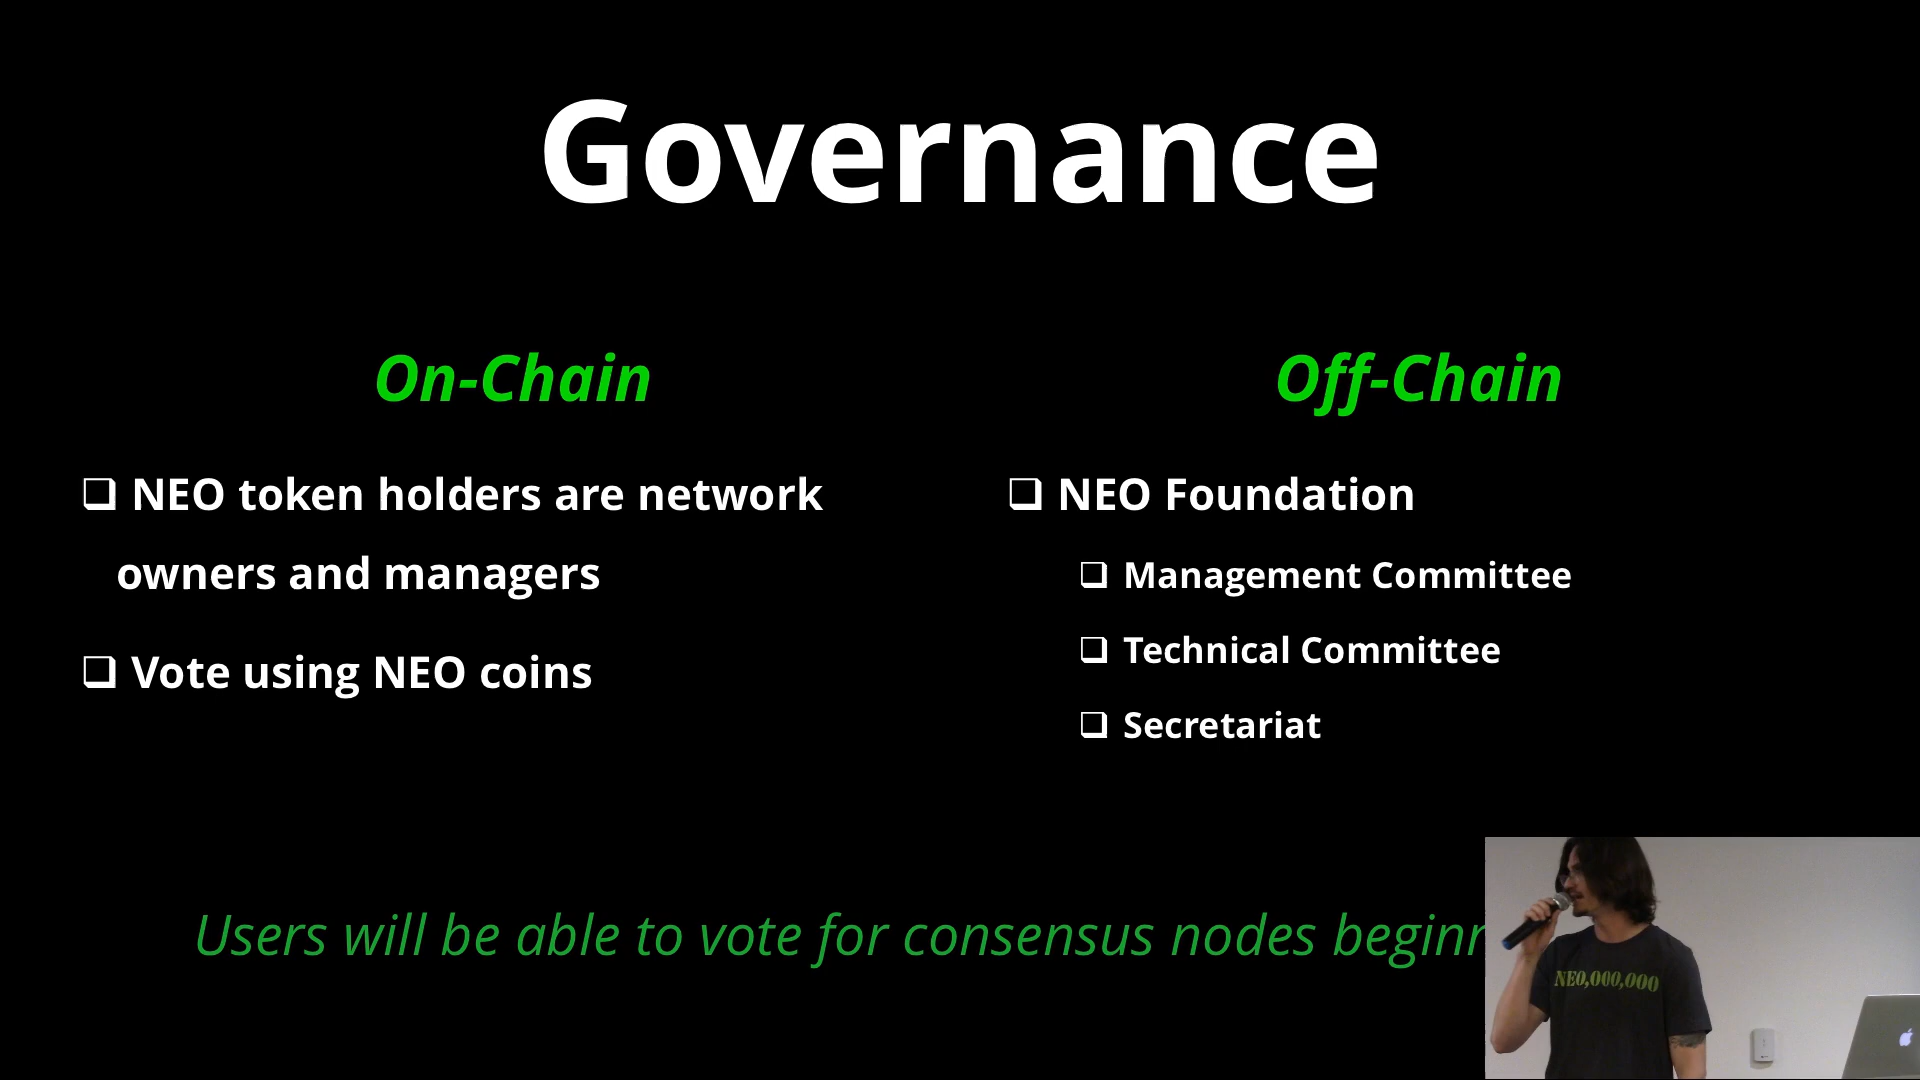 Governance
On-Chain
❑ NEO token holders are network
owners and managers
❑ Vote using NEO coins
Off-Chain
❑ NEO Foundation
❑ Management Committee
❑ Technical Committee
❑ Secretariat
Users will be able to vote for consensus nodes
NEO,000,000